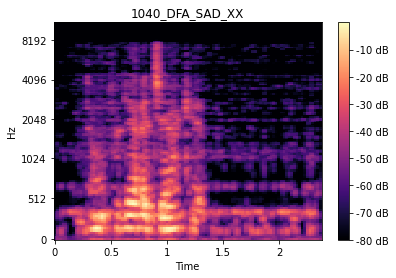 1040_DFA_SAD_XX
8192
4096
2048
1024
512
0
Hz
0
0.5
1
1.5
2
Time
-10 dB
-20 dB
-30 dB
-40 dB
-50 dB
-60 dB
-70 dB
-80 dB